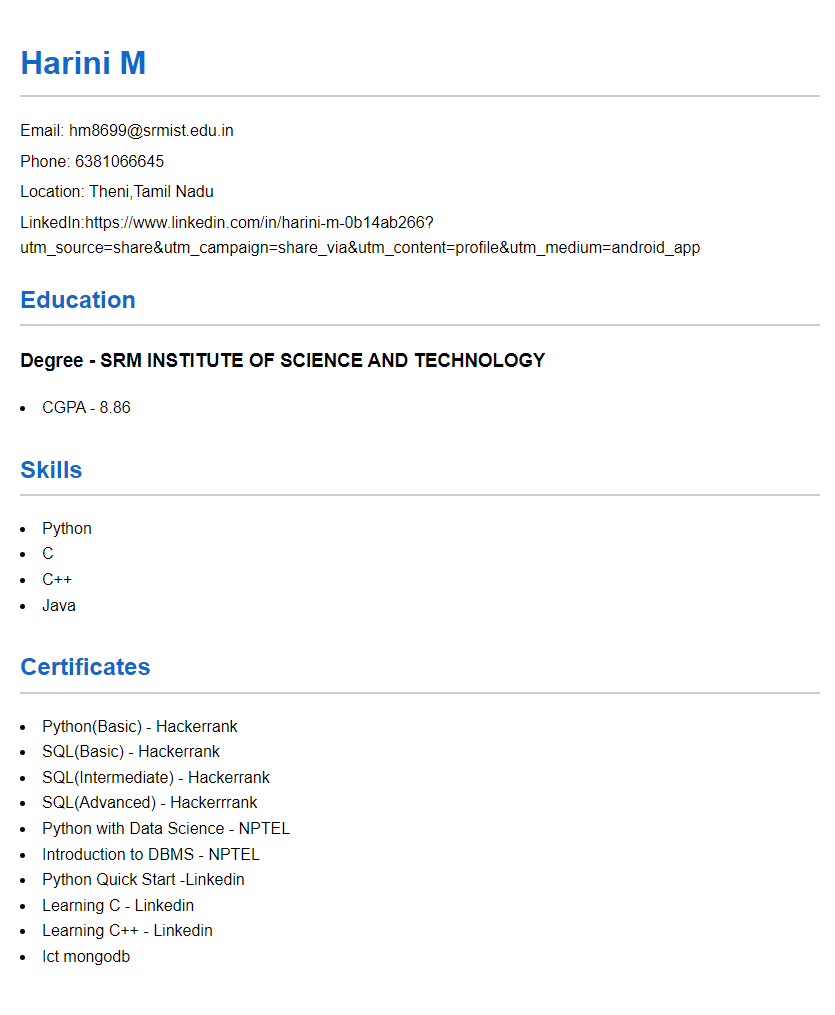 Harini M
Email: hm8699@srmist.edu.in
Phone: 6381066645
Location: Theni,Tamil Nadu
LinkedIn:https://www.linkedin.com/in/harini-m-0b14ab266?
utm_source=share&utm_campaign=share_via&utm_content=profile&utm_medium=android_app
Education
Degree - SRM INSTITUTE OF SCIENCE AND TECHNOLOGY
• CGPA - 8.86
Skills
• Python
• C
• C++
• Java
Certificates
• Python(Basic) - Hackerrank
• SQL(Basic) - Hackerrank
• SQL(Intermediate) - Hackerrank
• SQL(Advanced) - Hackerrrank
• Python with Data Science - NPTEL
• Introduction to DBMS - NPTEL
• Python Quick Start -Linkedin
• Learning C - Linkedin
• Learning C++ - Linkedin
• Ict mongodb